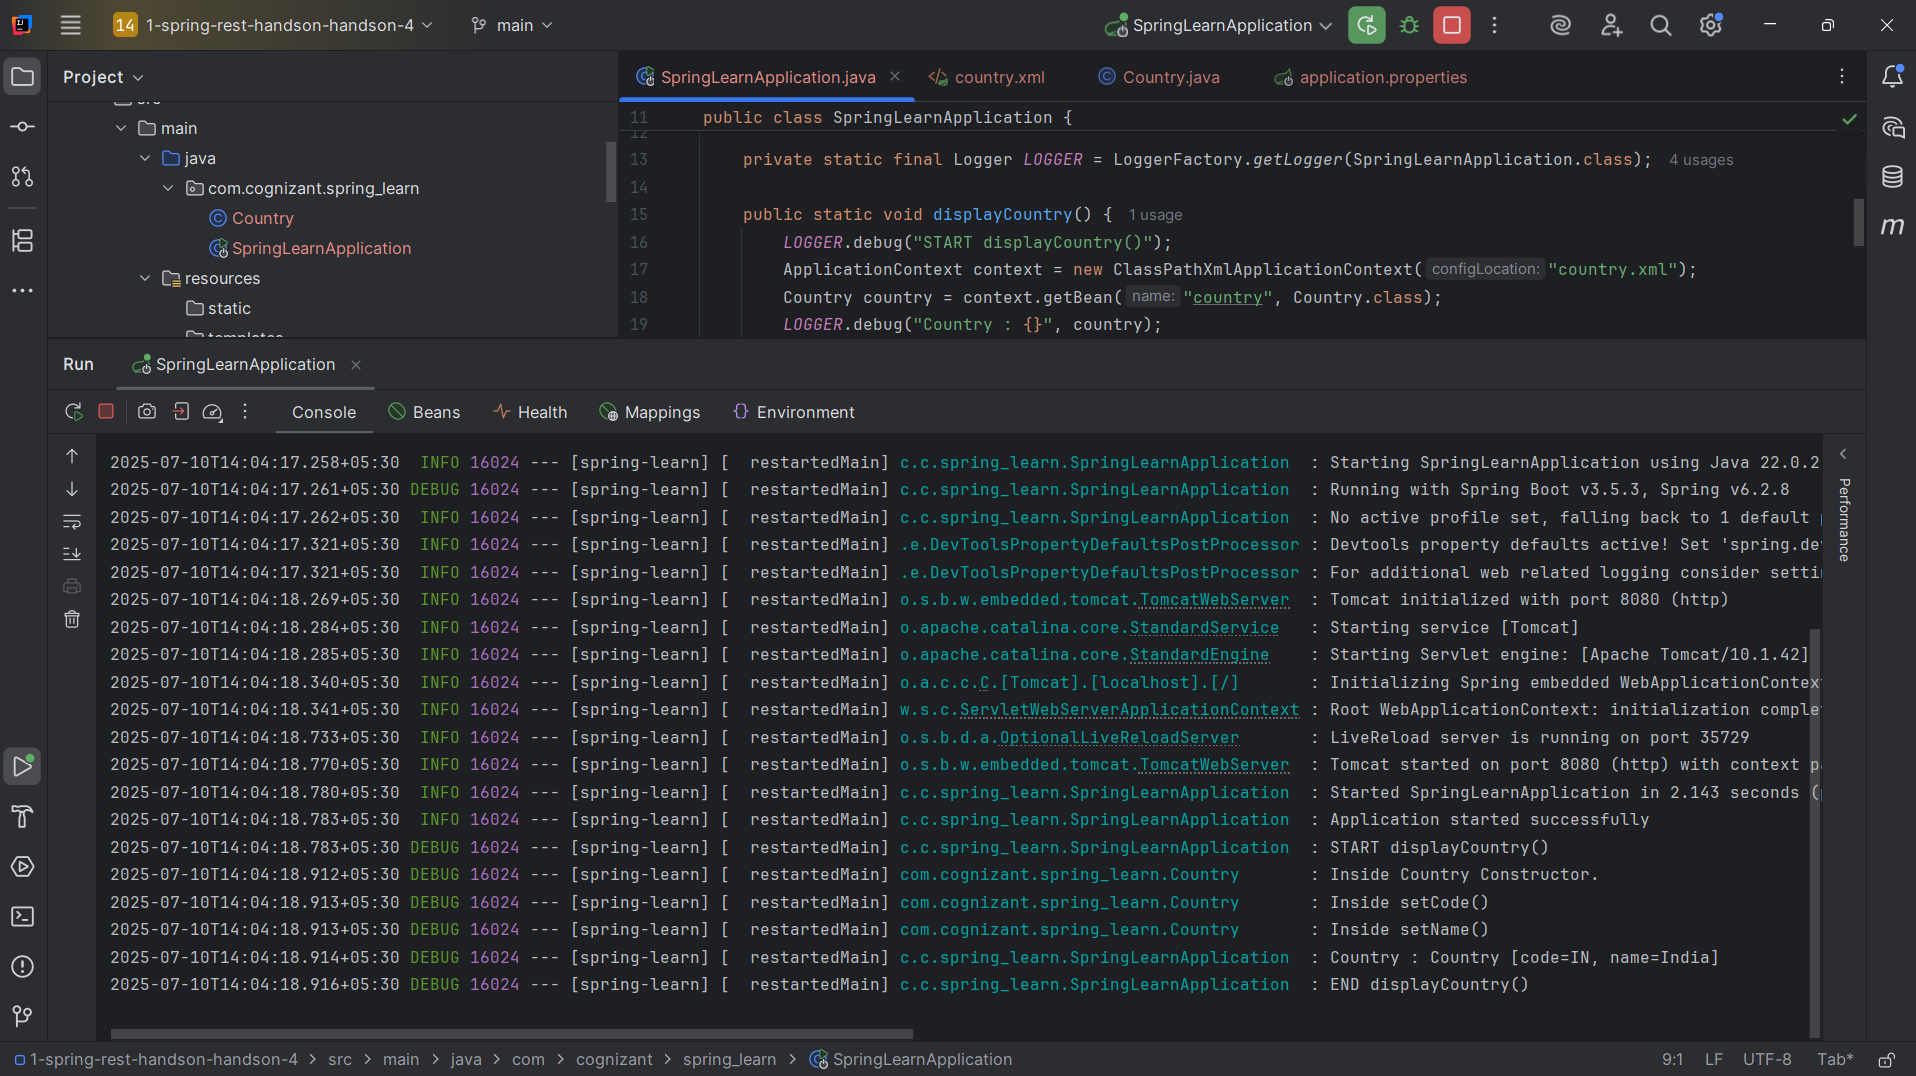 14 1-spring-rest-handson-handson-4 main SpringLearnApplication
Project
SpringLearnApplication.java country.xml Country.java application.properties
src
main
java
com.cognizant.spring_learn
Country
SpringLearnApplication
resources
static
templates
11 public class SpringLearnApplication {
12
13 private static final Logger LOGGER = LoggerFactory.getLogger(SpringLearnApplication.class); 4 usages
14
15 public static void displayCountry() { 1 usage
16 LOGGER.debug("START displayCountry()");
17 ApplicationContext context = new ClassPathXmlApplicationContext( configLocation: "country.xml");
18 Country country = context.getBean( name: "country", Country.class);
19 LOGGER.debug("Country : {}", country);
m
Run SpringLearnApplication
Console Beans Health Mappings Environment
2025-07-10T14:04:17.258+05:30  INFO 16024 --- [spring-learn] [  restartedMain] c.c.spring_learn.SpringLearnApplication  : Starting SpringLearnApplication using Java 22.0.2
2025-07-10T14:04:17.261+05:30 DEBUG 16024 --- [spring-learn] [  restartedMain] c.c.spring_learn.SpringLearnApplication  : Running with Spring Boot v3.5.3, Spring v6.2.8
2025-07-10T14:04:17.262+05:30  INFO 16024 --- [spring-learn] [  restartedMain] c.c.spring_learn.SpringLearnApplication  : No active profile set, falling back to 1 default
2025-07-10T14:04:17.321+05:30  INFO 16024 --- [spring-learn] [  restartedMain] .e.DevToolsPropertyDefaultsPostProcessor : Devtools property defaults active! Set 'spring.de
2025-07-10T14:04:17.321+05:30  INFO 16024 --- [spring-learn] [  restartedMain] .e.DevToolsPropertyDefaultsPostProcessor : For additional web related logging consider setti
2025-07-10T14:04:18.269+05:30  INFO 16024 --- [spring-learn] [  restartedMain] o.s.b.w.embedded.tomcat.TomcatWebServer  : Tomcat initialized with port 8080 (http)
2025-07-10T14:04:18.284+05:30  INFO 16024 --- [spring-learn] [  restartedMain] o.apache.catalina.core.StandardService   : Starting service [Tomcat]
2025-07-10T14:04:18.285+05:30  INFO 16024 --- [spring-learn] [  restartedMain] o.apache.catalina.core.StandardEngine    : Starting Servlet engine: [Apache Tomcat/10.1.42]
2025-07-10T14:04:18.340+05:30  INFO 16024 --- [spring-learn] [  restartedMain] o.a.c.c.C.[Tomcat].[localhost].[/]       : Initializing Spring embedded WebApplicationContex
2025-07-10T14:04:18.341+05:30  INFO 16024 --- [spring-learn] [  restartedMain] w.s.c.ServletWebServerApplicationContext : Root WebApplicationContext: initialization comple
2025-07-10T14:04:18.733+05:30  INFO 16024 --- [spring-learn] [  restartedMain] o.s.b.d.a.OptionalLiveReloadServer       : LiveReload server is running on port 35729
2025-07-10T14:04:18.770+05:30  INFO 16024 --- [spring-learn] [  restartedMain] o.s.b.w.embedded.tomcat.TomcatWebServer  : Tomcat started on port 8080 (http) with context p
2025-07-10T14:04:18.780+05:30  INFO 16024 --- [spring-learn] [  restartedMain] c.c.spring_learn.SpringLearnApplication  : Started SpringLearnApplication in 2.143 seconds (
2025-07-10T14:04:18.783+05:30  INFO 16024 --- [spring-learn] [  restartedMain] c.c.spring_learn.SpringLearnApplication  : Application started successfully
2025-07-10T14:04:18.783+05:30 DEBUG 16024 --- [spring-learn] [  restartedMain] c.c.spring_learn.SpringLearnApplication  : START displayCountry()
2025-07-10T14:04:18.912+05:30 DEBUG 16024 --- [spring-learn] [  restartedMain] com.cognizant.spring_learn.Country       : Inside Country Constructor.
2025-07-10T14:04:18.913+05:30 DEBUG 16024 --- [spring-learn] [  restartedMain] com.cognizant.spring_learn.Country       : Inside setCode()
2025-07-10T14:04:18.913+05:30 DEBUG 16024 --- [spring-learn] [  restartedMain] com.cognizant.spring_learn.Country       : Inside setName()
2025-07-10T14:04:18.914+05:30 DEBUG 16024 --- [spring-learn] [  restartedMain] c.c.spring_learn.SpringLearnApplication  : Country : Country [code=IN, name=India]
2025-07-10T14:04:18.916+05:30 DEBUG 16024 --- [spring-learn] [  restartedMain] c.c.spring_learn.SpringLearnApplication  : END displayCountry()
Performance
1-spring-rest-handson-handson-4 > src > main > java > com > cognizant > spring_learn > SpringLearnApplication 9:1 LF UTF-8 Tab*